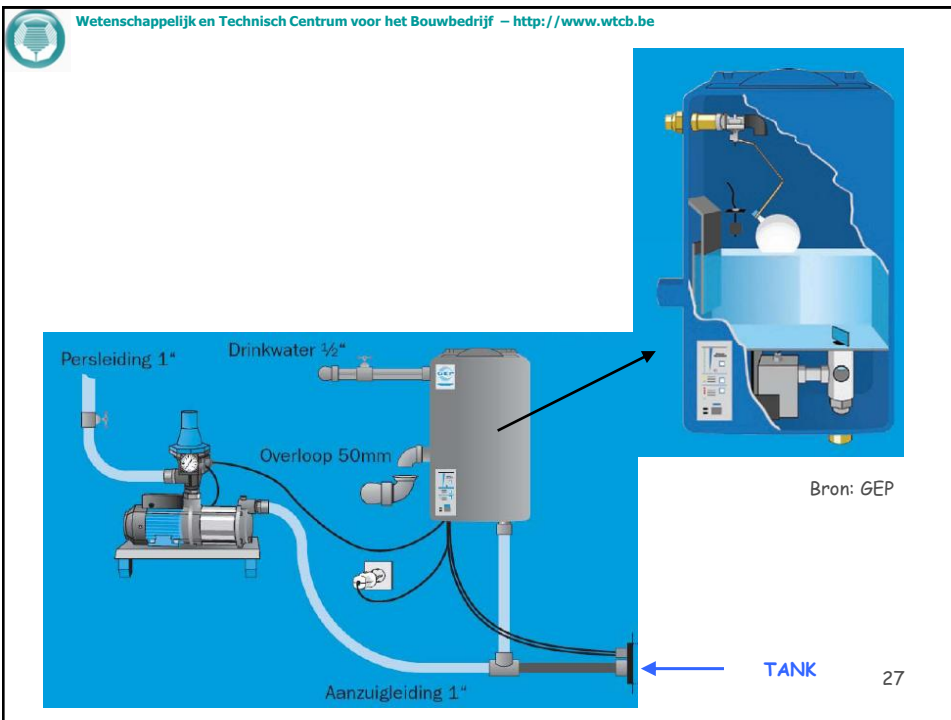 Wetenschappelijk en Technisch Centrum voor het Bouwbedrijf – http://www.wtcb.be
Persleiding 1"
Drinkwater ½"
GEP
Overloop 50mm
Bron: GEP
Aanzuigleiding 1"
TANK
27